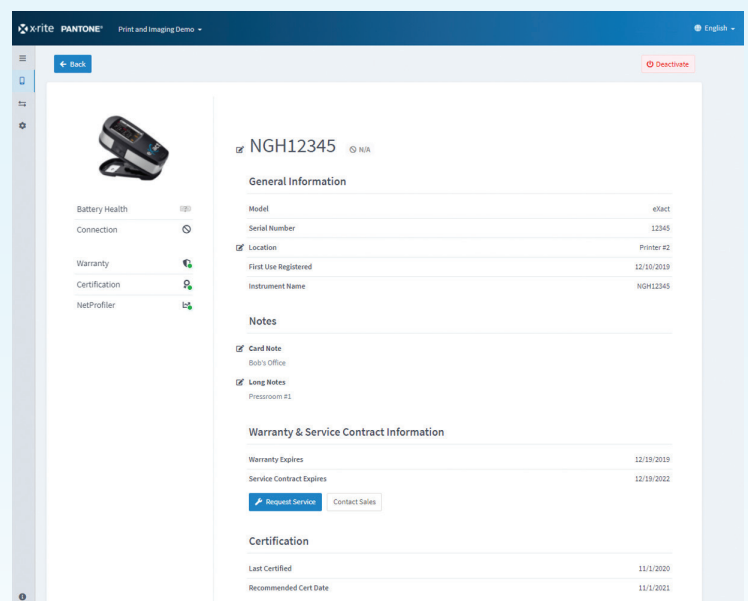 x·rite PANTONE® Print and Imaging Demo English
Back Deactivate
NGH12345 N/A
General Information
Battery Health
Connection
Warranty
Certification
NetProfiler
Model eXact
Serial Number 12345
Location Printer #2
First Use Registered 12/10/2019
Instrument Name NGH12345
Notes
Card Note
Bob's Office
Long Notes
Pressroom #1
Warranty & Service Contract Information
Warranty Expires 12/19/2019
Service Contract Expires 12/19/2022
Request Service Contact Sales
Certification
Last Certified 11/1/2020
Recommended Cert Date 11/1/2021